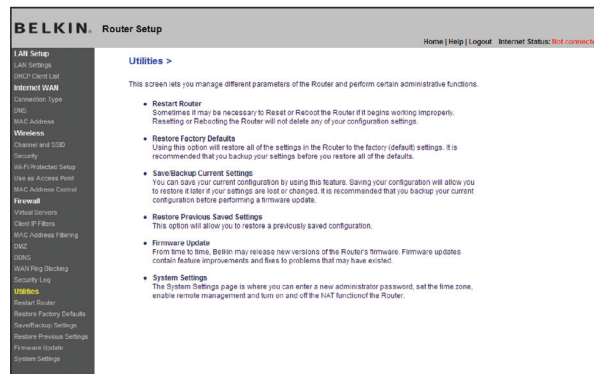 BELKIN. Router Setup
Home | Help | Logout Internet Status: Not connected
LAN Setup
LAN Settings
DHCP Client List
Internet WAN
Connection Type
DNS
MAC Address
Wireless
Channel and SSID
Security
Wi-Fi Protected Setup
Use as Access Point
MAC Address Control
Firewall
Virtual Servers
Client IP Filters
MAC Address Filtering
DMZ
DDNS
WAN Ping Blocking
Security Log
Utilities
Restart Router
Restore Factory Defaults
Save/Backup Settings
Restore Previous Settings
Firmware Update
System Settings
Utilities >
This screen lets you manage different parameters of the Router and perform certain administrative functions.
• Restart Router
Sometimes it may be necessary to Reset or Reboot the Router if it begins working improperly.
Resetting or Rebooting the Router will not delete any of your configuration settings.
• Restore Factory Defaults
Using this option will restore all of the settings in the Router to the factory (default) settings. It is
recommended that you backup your settings before you restore all of the defaults.
• Save/Backup Current Settings
You can save your current configuration by using this feature. Saving your configuration will allow you
to restore it later if your settings are lost or changed. It is recommended that you backup your current
configuration before performing a firmware update.
• Restore Previous Saved Settings
This option will allow you to restore a previously saved configuration.
• Firmware Update
From time to time, Belkin may release new versions of the Router's firmware. Firmware updates
contain feature improvements and fixes to problems that may have existed.
• System Settings
The System Settings page is where you can enter a new administrator password, set the time zone,
enable remote management and turn on and off the NAT functionof the Router.